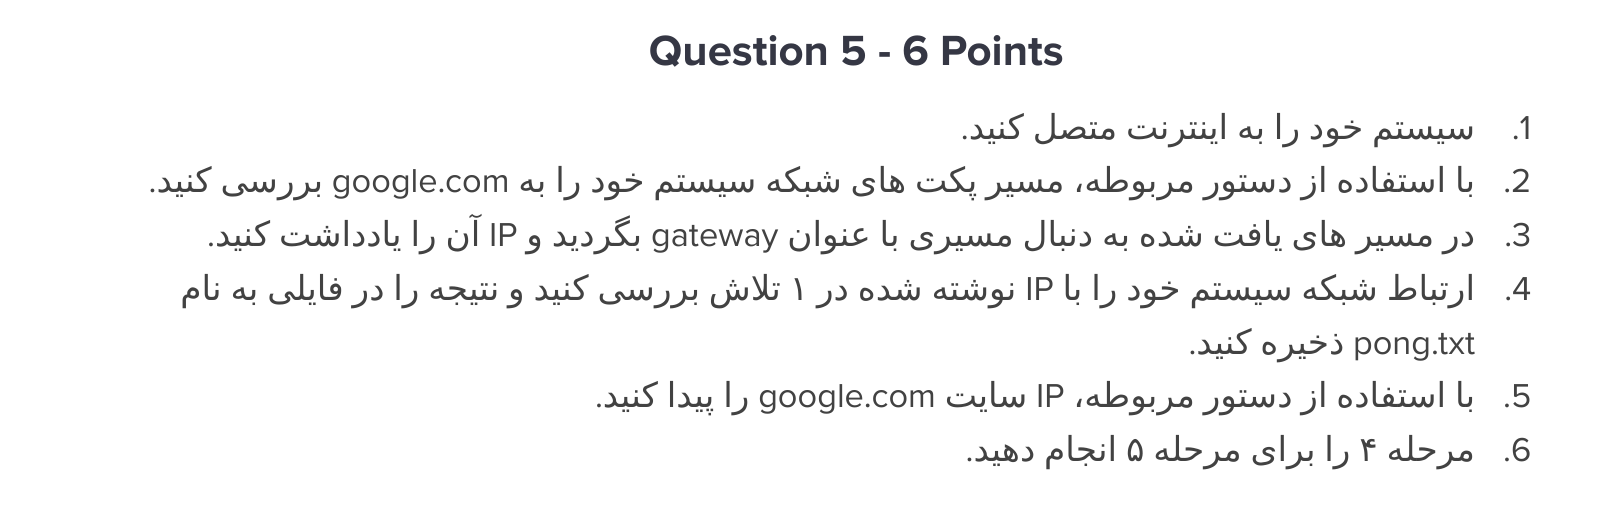 Question 5 - 6 Points
1. سیستم خود را به اینترنت متصل کنید.
2. با استفاده از دستور مربوطه، مسیر پکت های شبکه سیستم خود را به google.com بررسی کنید.
3. در مسیر های یافت شده به دنبال مسیری با عنوان gateway بگردید و IP آن را یادداشت کنید.
4. ارتباط شبکه سیستم خود را با IP نوشته شده در ۱ تلاش بررسی کنید و نتیجه را در فایلی به نام
pong.txt ذخیره کنید.
5. با استفاده از دستور مربوطه، IP سایت google.com را پیدا کنید.
6. مرحله ۴ را برای مرحله ۵ انجام دهید.